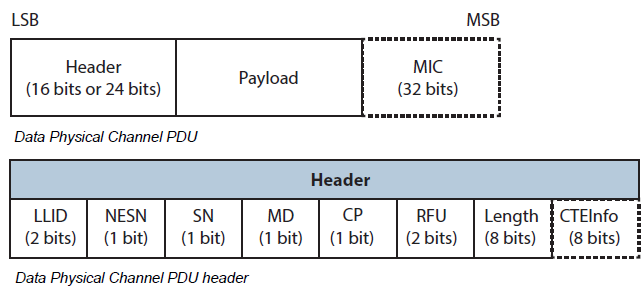 LSB MSB
Header Payload MIC
(16 bits or 24 bits) (32 bits)
Data Physical Channel PDU
Header
LLID NESN SN MD CP RFU Length CTEInfo
(2 bits) (1 bit) (1 bit) (1 bit) (1 bit) (2 bits) (8 bits) (8 bits)
Data Physical Channel PDU header